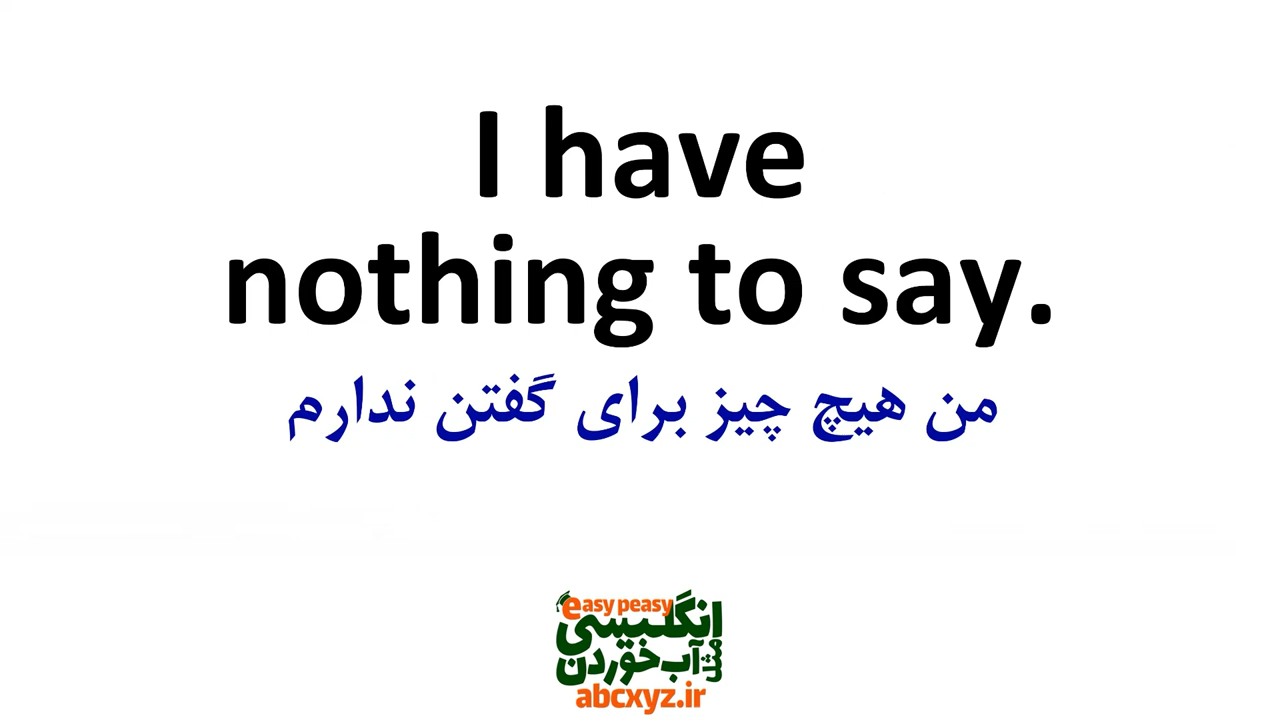 I have
nothing to say.
من هیچ چیز برای گفتن ندارم
easy peasy
انگلیسی
مثل آب خوردن
abcxyz.ir